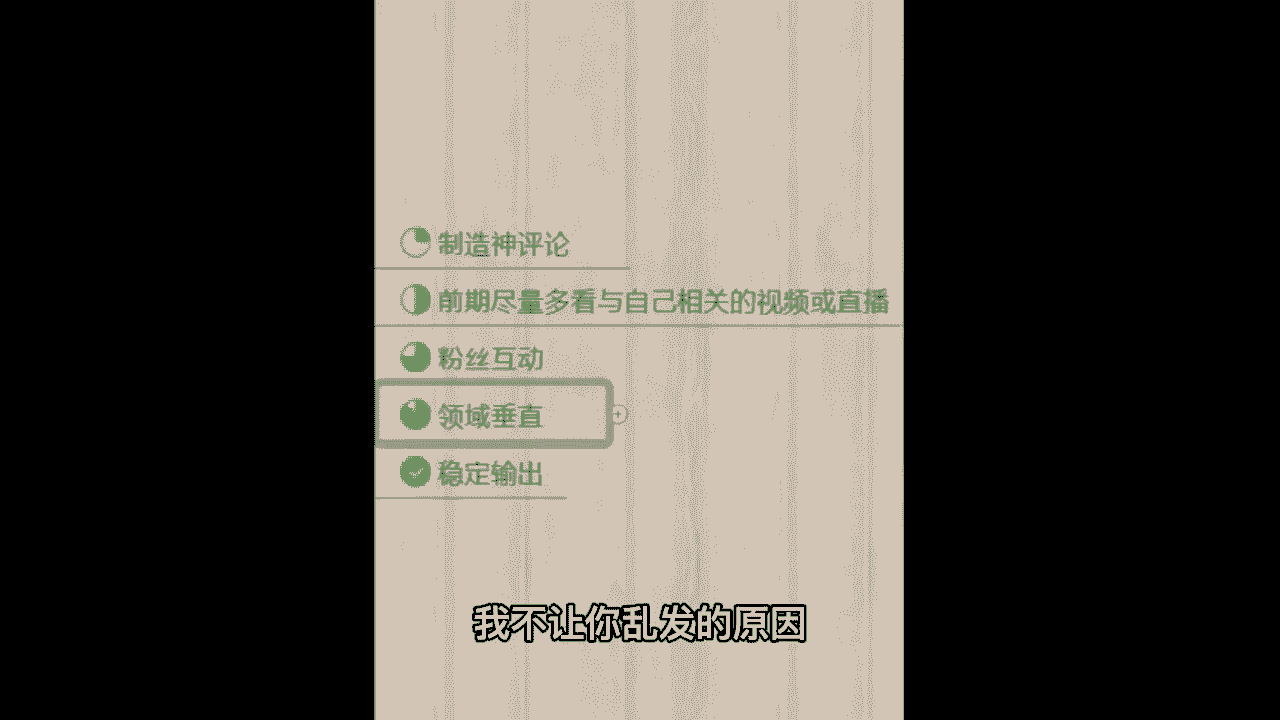 制造神评论
前期尽量多看与自己相关的视频或直播
粉丝互动
领域垂直
稳定输出
我不让你乱发的原因